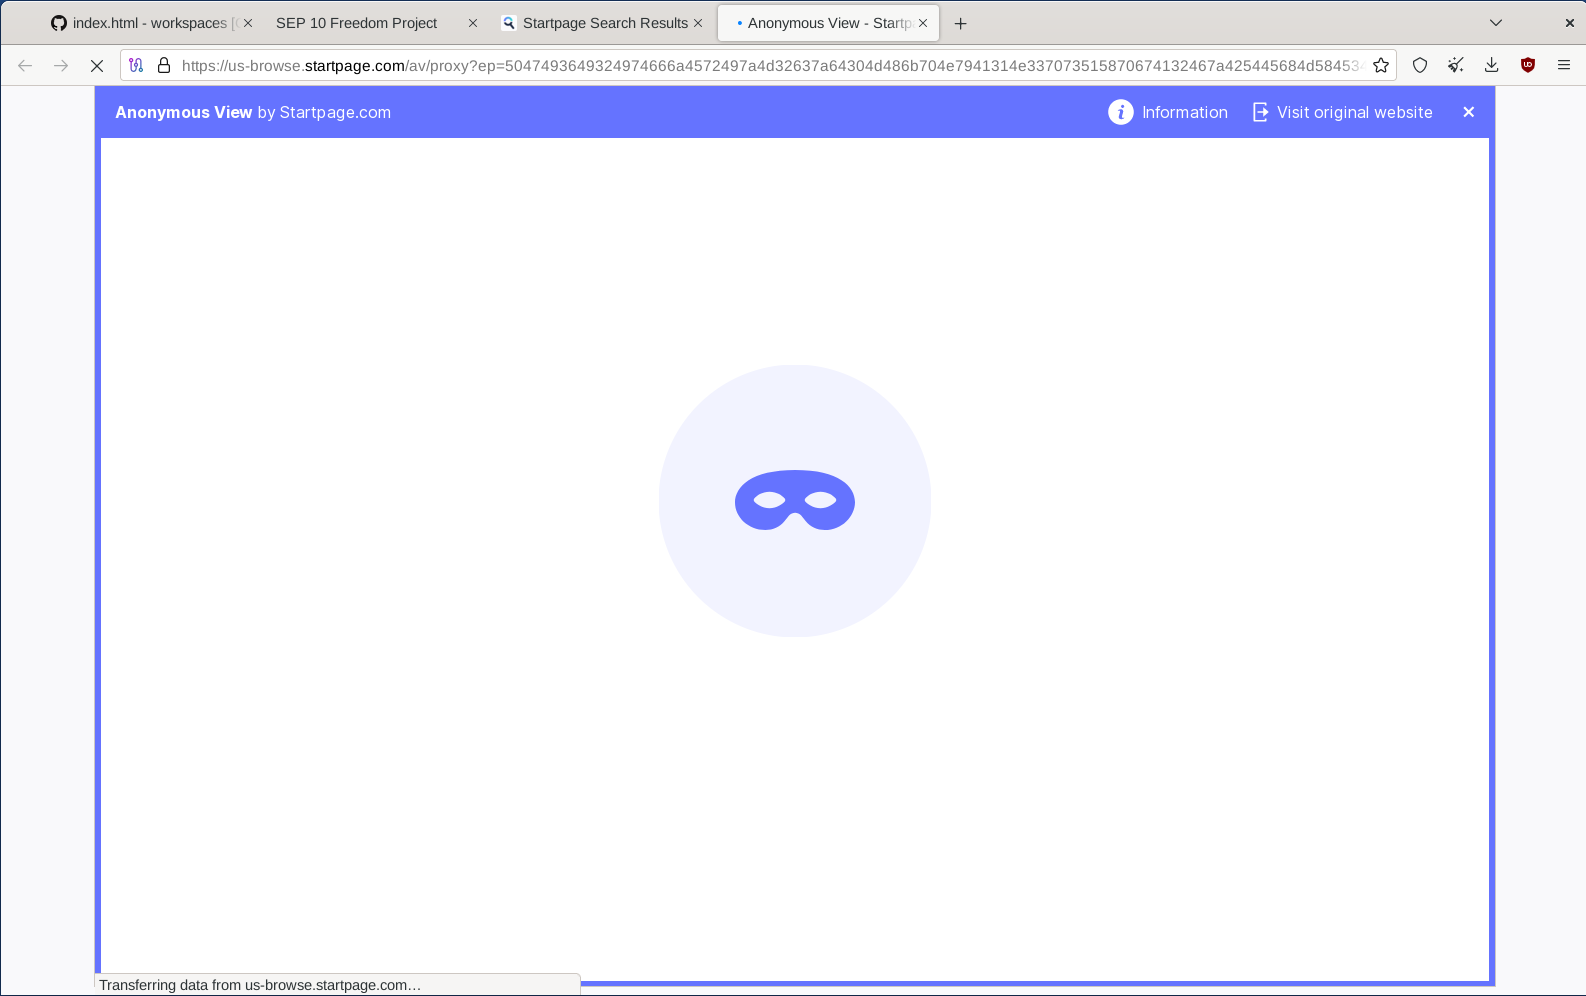 index.html - workspaces [
SEP 10 Freedom Project
Startpage Search Results
Anonymous View - Startp
https://us-browse.startpage.com/av/proxy?ep=5047493649324974666a4572497a4d32637a64304d486b704e7941314e337073515870674132467a425445684d584534
Anonymous View by Startpage.com
Information
Visit original website
Transferring data from us-browse.startpage.com…